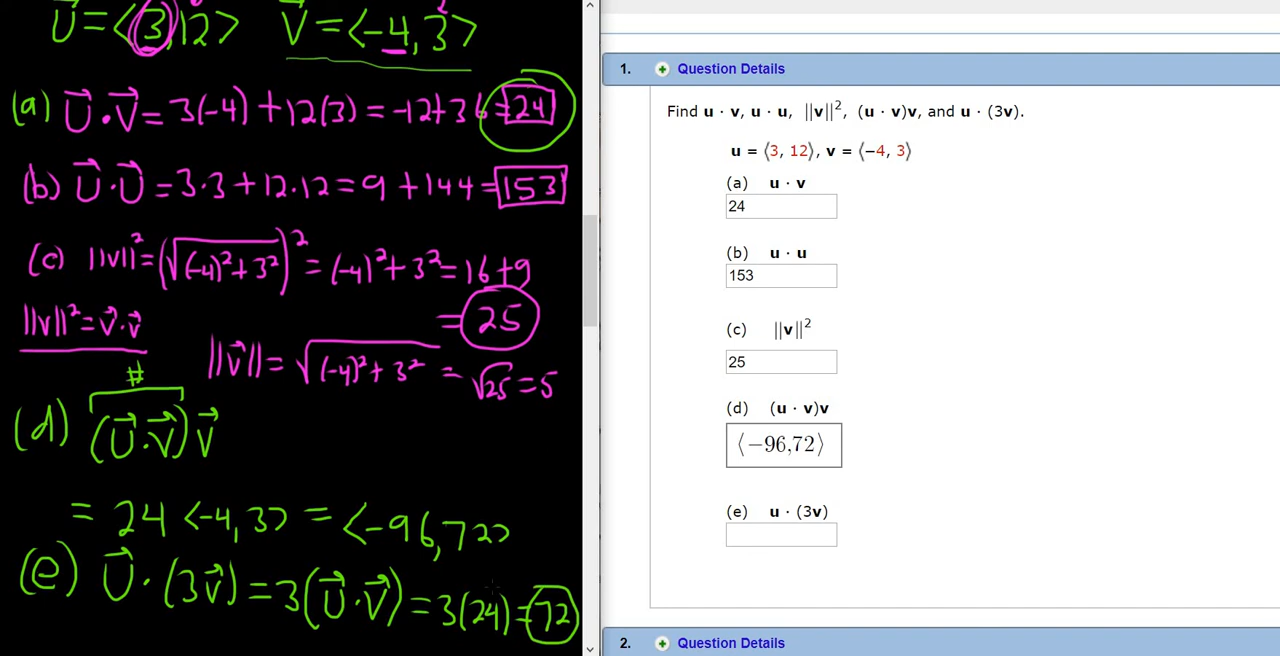 U⃗ = <3, 12> V⃗ = <-4, 3>
(a) U⃗ · V⃗ = 3(-4) + 12(3) = -12 + 36 = 24
(b) U⃗ · U⃗ = 3·3 + 12·12 = 9 + 144 = 153
(c) ||v||² = (√(-4)² + 3²)² = (-4)² + 3² = 16 + 9
= 25
||v||² = v⃗ · v⃗
||v⃗|| = √(-4)² + 3² = √25 = 5
#
(d) (U⃗ · V⃗) V⃗
= 24 <-4, 3> = <-96, 72>
(e) U⃗ · (3v⃗) = 3(U⃗ · V⃗) = 3(24) = 72
1. Question Details
Find u · v, u · u, ||v||², (u · v)v, and u · (3v).
u = ⟨3, 12⟩, v = ⟨−4, 3⟩
(a) u · v
24
(b) u · u
153
(c) ||v||²
25
(d) (u · v)v
⟨−96,72⟩
(e) u · (3v)
2. Question Details